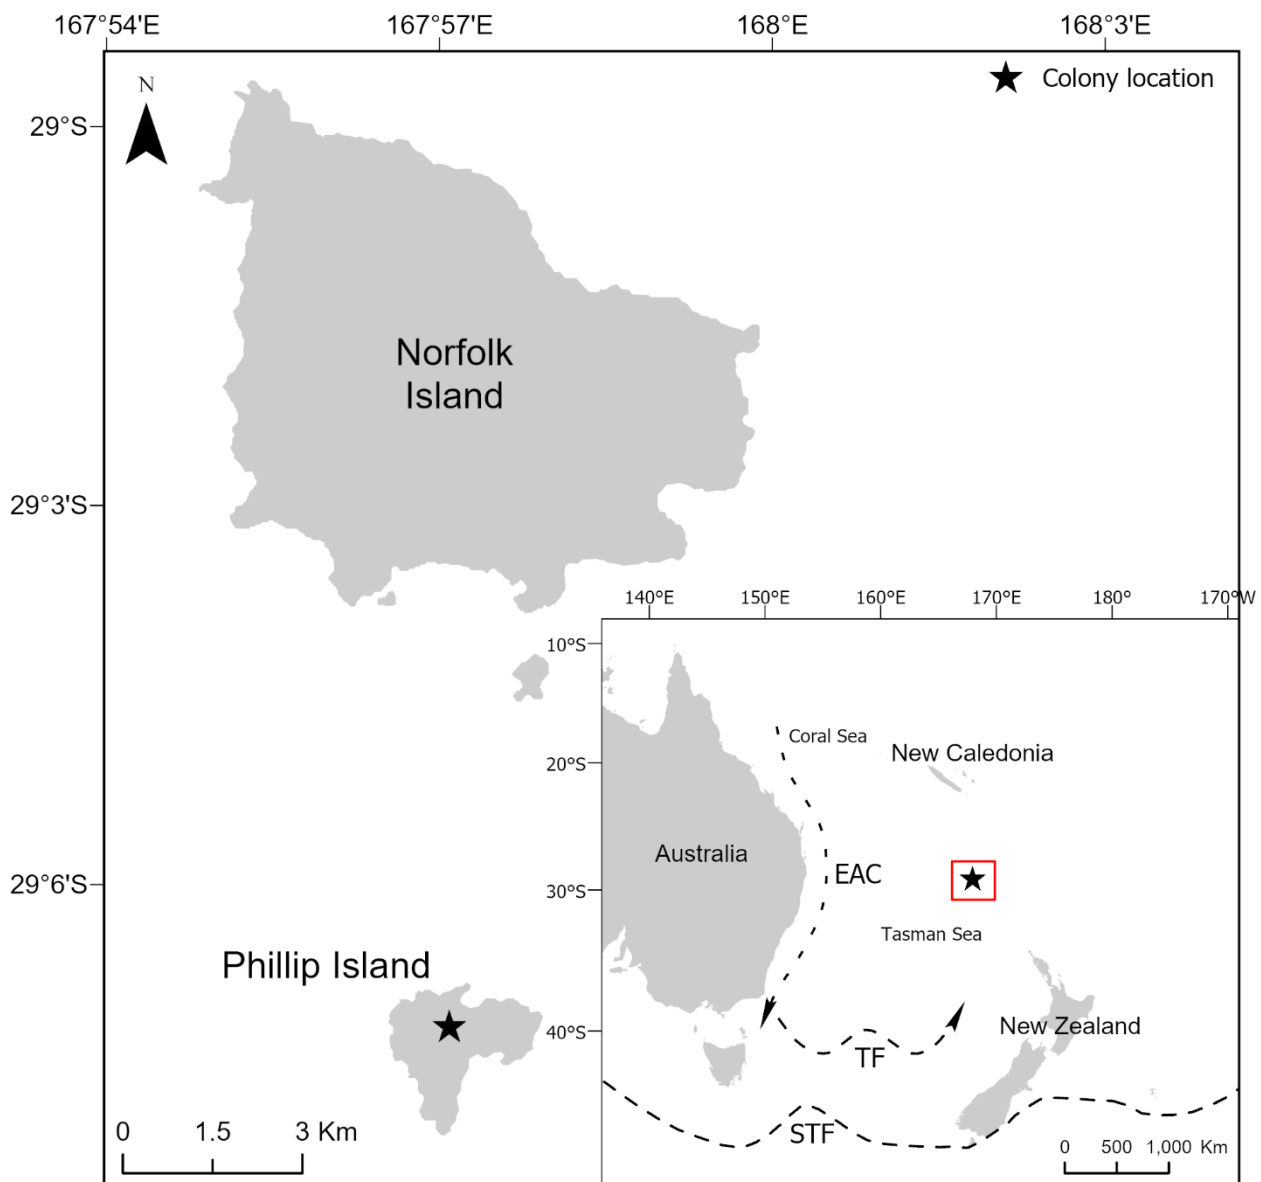 167°54'E 167°57'E 168°E 168°3'E
N
Colony location
29°S
Norfolk
Island
29°3'S
140°E 150°E 160°E 170°E 180° 170°W
10°S
Coral Sea
New Caledonia
20°S
Australia
EAC
29°6'S
30°S
Tasman Sea
Phillip Island
40°S
New Zealand
TF
STF
0 1.5 3 Km
0 500 1,000 Km